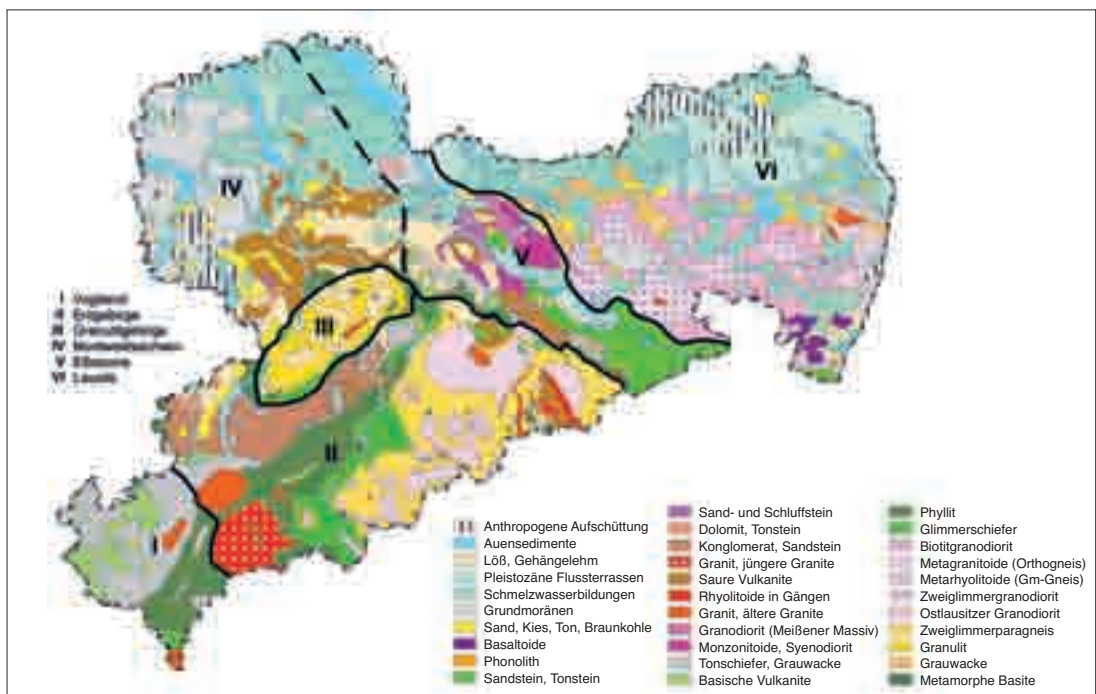 IV
VI
V
III
II
I
I Vogtland
II Erzgebirge
III Granulitgebirge
IV Nordwestsachsen
V Elbzone
VI Lausitz
Anthropogene Aufschüttung
Auensedimente
Löß, Gehängelehm
Pleistozäne Flussterrassen
Schmelzwasserbildungen
Grundmoränen
Sand, Kies, Ton, Braunkohle
Basaltoide
Phonolith
Sandstein, Tonstein
Sand- und Schluffstein
Dolomit, Tonstein
Konglomerat, Sandstein
Granit, jüngere Granite
Saure Vulkanite
Rhyolitoide in Gängen
Granit, ältere Granite
Granodiorit (Meißener Massiv)
Monzonitoide, Syenodiorit
Tonschiefer, Grauwacke
Basische Vulkanite
Phyllit
Glimmerschiefer
Biotitgranodiorit
Metagranitoide (Orthogneis)
Metarhyolitoide (Gm-Gneis)
Zweiglimmergranodiorit
Ostlausitzer Granodiorit
Zweiglimmerparagneis
Granulit
Grauwacke
Metamorphe Basite